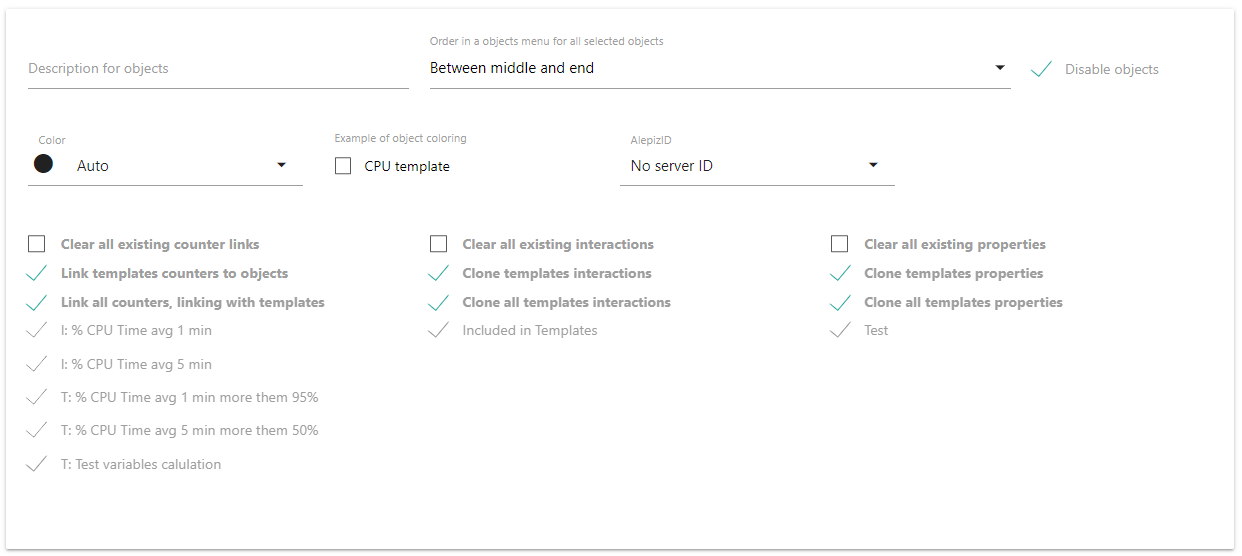 Order in a objects menu for all selected objects
Description for objects
Between middle and end
Disable objects
Color
Example of object coloring
AlepizID
Auto
CPU template
No server ID
Clear all existing counter links
Clear all existing interactions
Clear all existing properties
Link templates counters to objects
Clone templates interactions
Clone templates properties
Link all counters, linking with templates
Clone all templates interactions
Clone all templates properties
I: % CPU Time avg 1 min
Included in Templates
Test
I: % CPU Time avg 5 min
T: % CPU Time avg 1 min more them 95%
T: % CPU Time avg 5 min more them 50%
T: Test variables calulation